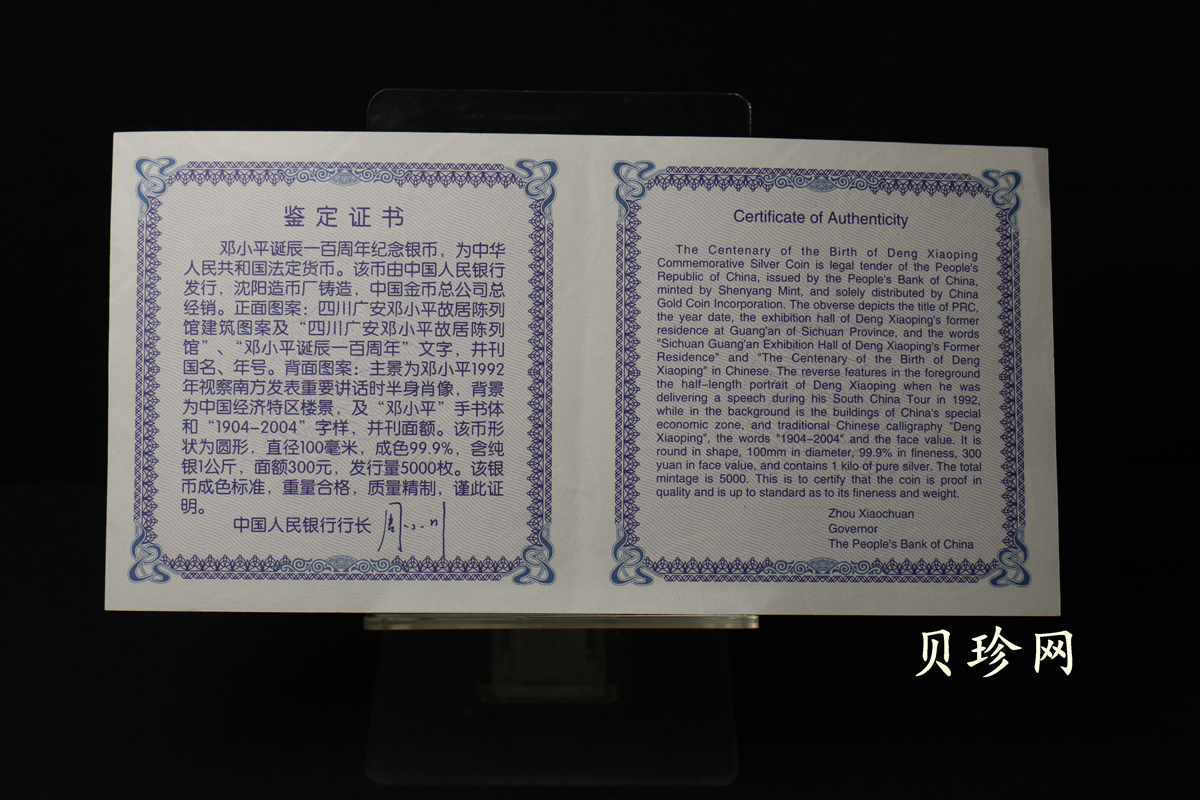 鉴定证书
邓小平诞辰一百周年纪念银币，为中华
人民共和国法定货币。该币由中国人民银行
发行，沈阳造币厂铸造，中国金币总公司总
经销。正面图案：四川广安邓小平故居陈列
馆建筑图案及“四川广安邓小平故居陈列
馆”、“邓小平诞辰一百周年”文字，并刊
国名、年号。背面图案：主景为邓小平1992
年视察南方发表重要讲话时半身肖像，背景
为中国经济特区楼景，及“邓小平”手书体
和“1904-2004”字样，并刊面额。该币形
状为圆形，直径100毫米，成色99.9%，含纯
银1公斤，面额300元，发行量5000枚。该银
币成色标准，重量合格，质量精制，谨此证
明。
中国人民银行行长 周小川
Certificate of Authenticity
The Centenary of the Birth of Deng Xiaoping
Commemorative Silver Coin is legal tender of the People's
Republic of China, issued by the People's Bank of China,
minted by Shenyang Mint, and solely distributed by China
Gold Coin Incorporation. The obverse depicts the title of PRC,
the year date, the exhibition hall of Deng Xiaoping's former
residence at Guang'an of Sichuan Province, and the words
"Sichuan Guang'an Exhibition Hall of Deng Xiaoping's Former
Residence" and "The Centenary of the Birth of Deng
Xiaoping" in Chinese. The reverse features in the foreground
the half-length portrait of Deng Xiaoping when he was
delivering a speech during his South China Tour in 1992,
while in the background is the buildings of China's special
economic zone, and traditional Chinese calligraphy "Deng
Xiaoping", the words "1904-2004" and the face value. It is
round in shape, 100mm in diameter, 99.9% in fineness, 300
yuan in face value, and contains 1 kilo of pure silver. The total
mintage is 5000. This is to certify that the coin is proof in
quality and is up to standard as to its fineness and weight.
Zhou Xiaochuan
Governor
The People's Bank of China
贝珍网